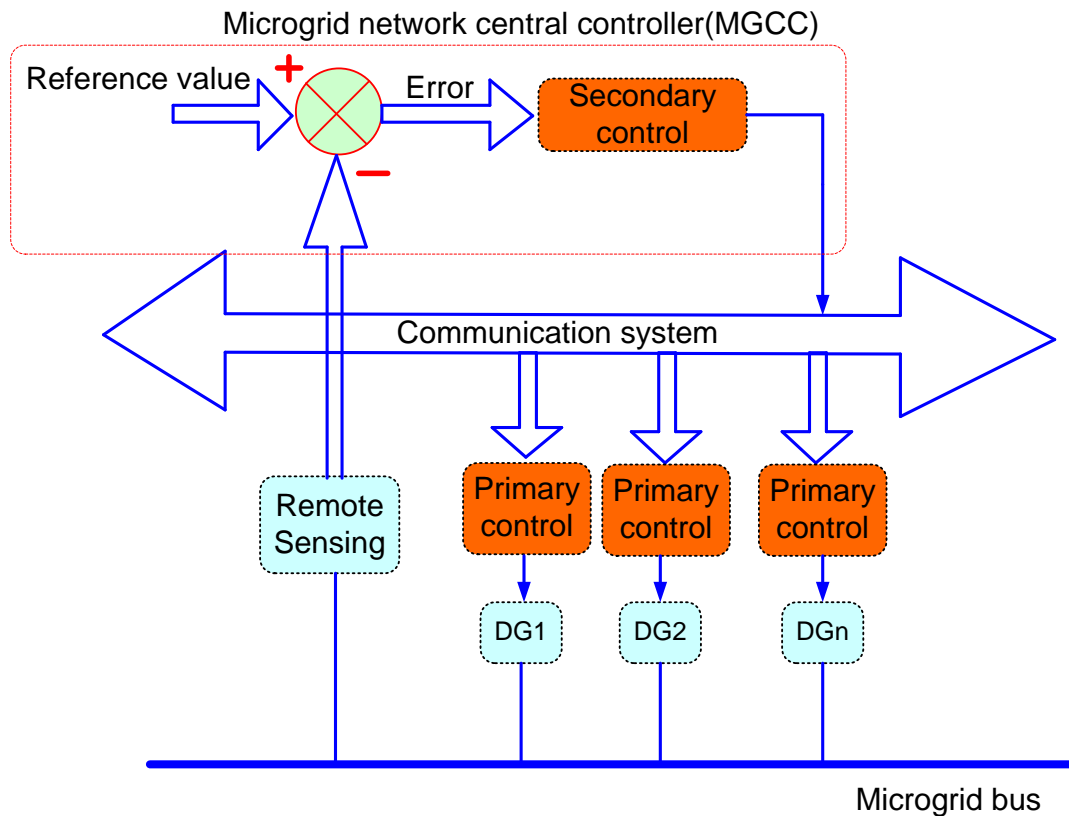 Microgrid network central controller(MGCC)
Reference value
+
Error
Secondary
control
−
Communication system
Remote
Sensing
Primary
control
Primary
control
Primary
control
DG1
DG2
DGn
Microgrid bus